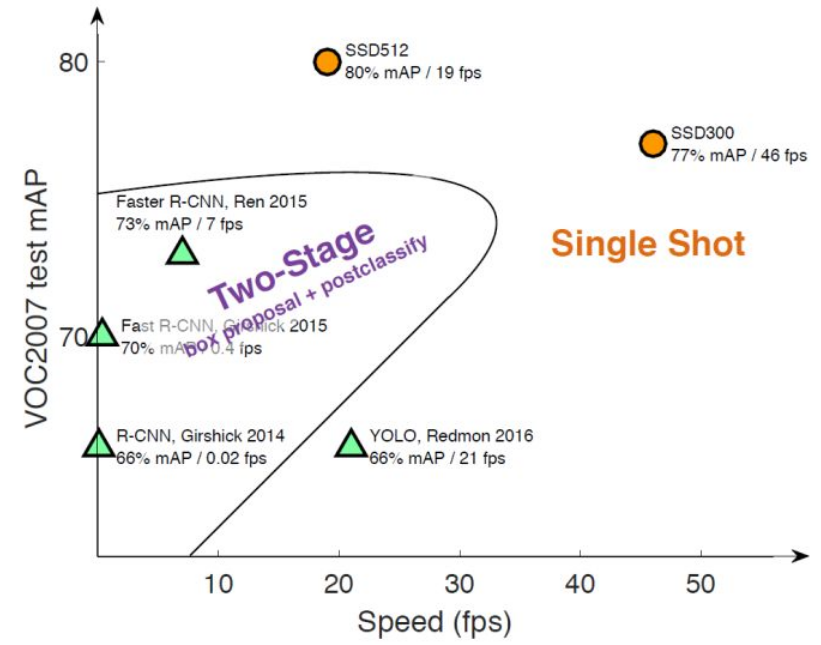 80
SSD512
80% mAP / 19 fps
SSD300
77% mAP / 46 fps
Faster R-CNN, Ren 2015
73% mAP / 7 fps
Two-Stage
box proposal + postclassify
Single Shot
VOC2007 test mAP
70
Fast R-CNN, Girshick 2015
70% mAP / 0.4 fps
R-CNN, Girshick 2014
66% mAP / 0.02 fps
YOLO, Redmon 2016
66% mAP / 21 fps
10 20 30 40 50
Speed (fps)